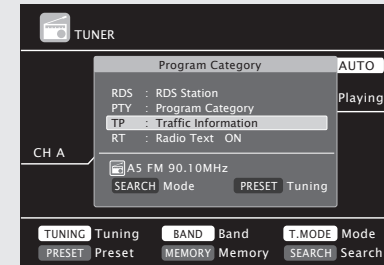 TUNER
Program Category
AUTO
RDS : RDS Station
PTY : Program Category
Playing
TP : Traffic Information
RT : Radio Text ON
CH A
A5 FM 90.10MHz
SEARCH Mode PRESET Tuning
TUNING Tuning BAND Band T.MODE Mode
PRESET Preset MEMORY Memory SEARCH Search